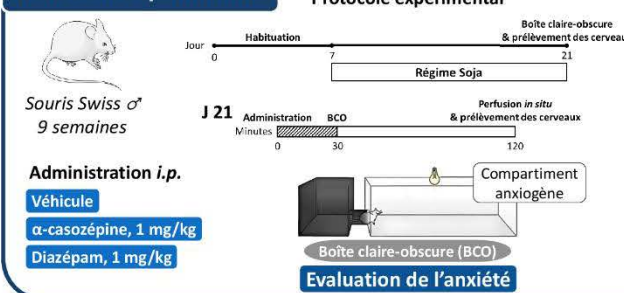 Protocole expérimental
Boîte claire-obscure
& prélèvement des cerveaux
Jour
Habituation
0
7
21
Régime Soja
Souris Swiss ♂
9 semaines
J 21
Administration
BCO
Perfusion in situ
& prélèvement des cerveaux
Minutes
0
30
120
Administration i.p.
Véhicule
α-casozépine, 1 mg/kg
Diazépam, 1 mg/kg
Compartiment
anxiogène
Boîte claire-obscure (BCO)
Evaluation de l’anxiété